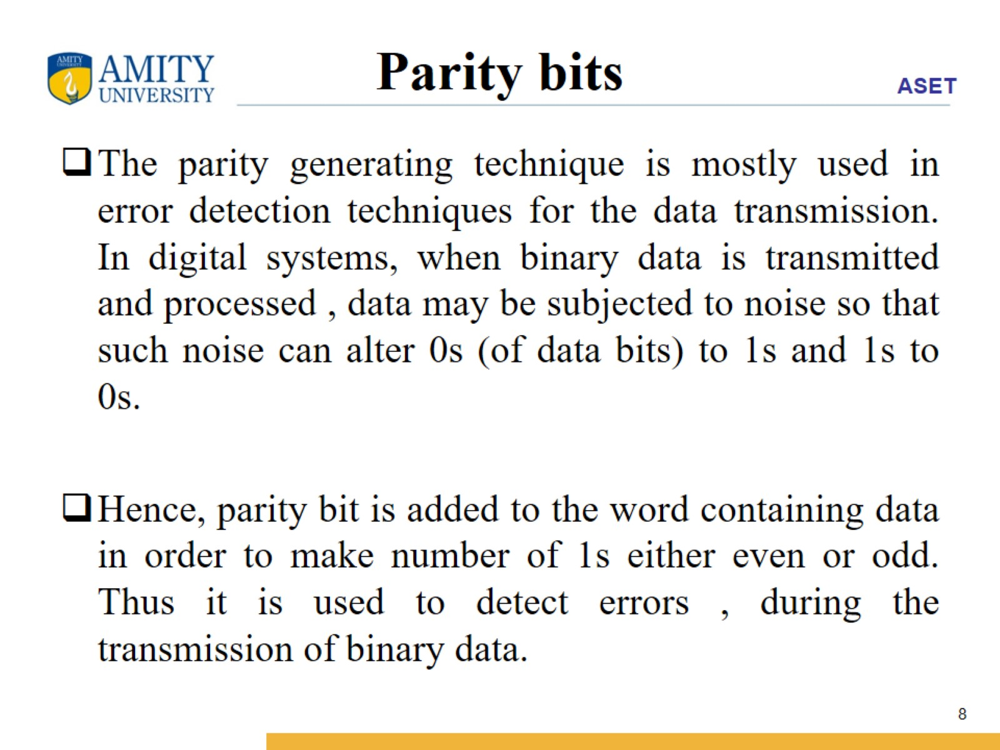 AMITY
UNIVERSITY
AMITY
UNIVERSITY
Parity bits
ASET
The parity generating technique is mostly used in
error detection techniques for the data transmission.
In digital systems, when binary data is transmitted
and processed , data may be subjected to noise so that
such noise can alter 0s (of data bits) to 1s and 1s to
0s.
Hence, parity bit is added to the word containing data
in order to make number of 1s either even or odd.
Thus it is used to detect errors , during the
transmission of binary data.
8